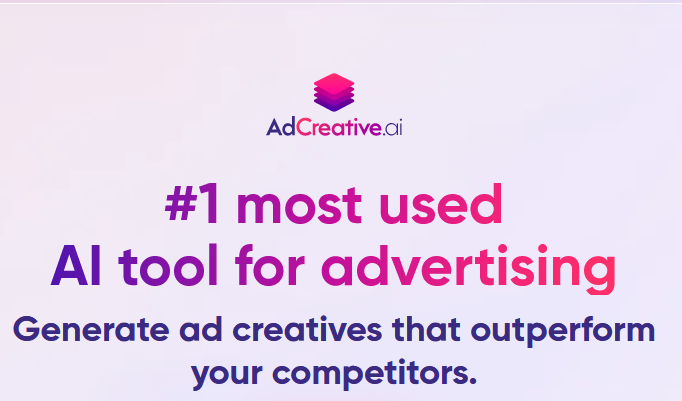 AdCreative.ai
#1 most used
AI tool for advertising
Generate ad creatives that outperform
your competitors.